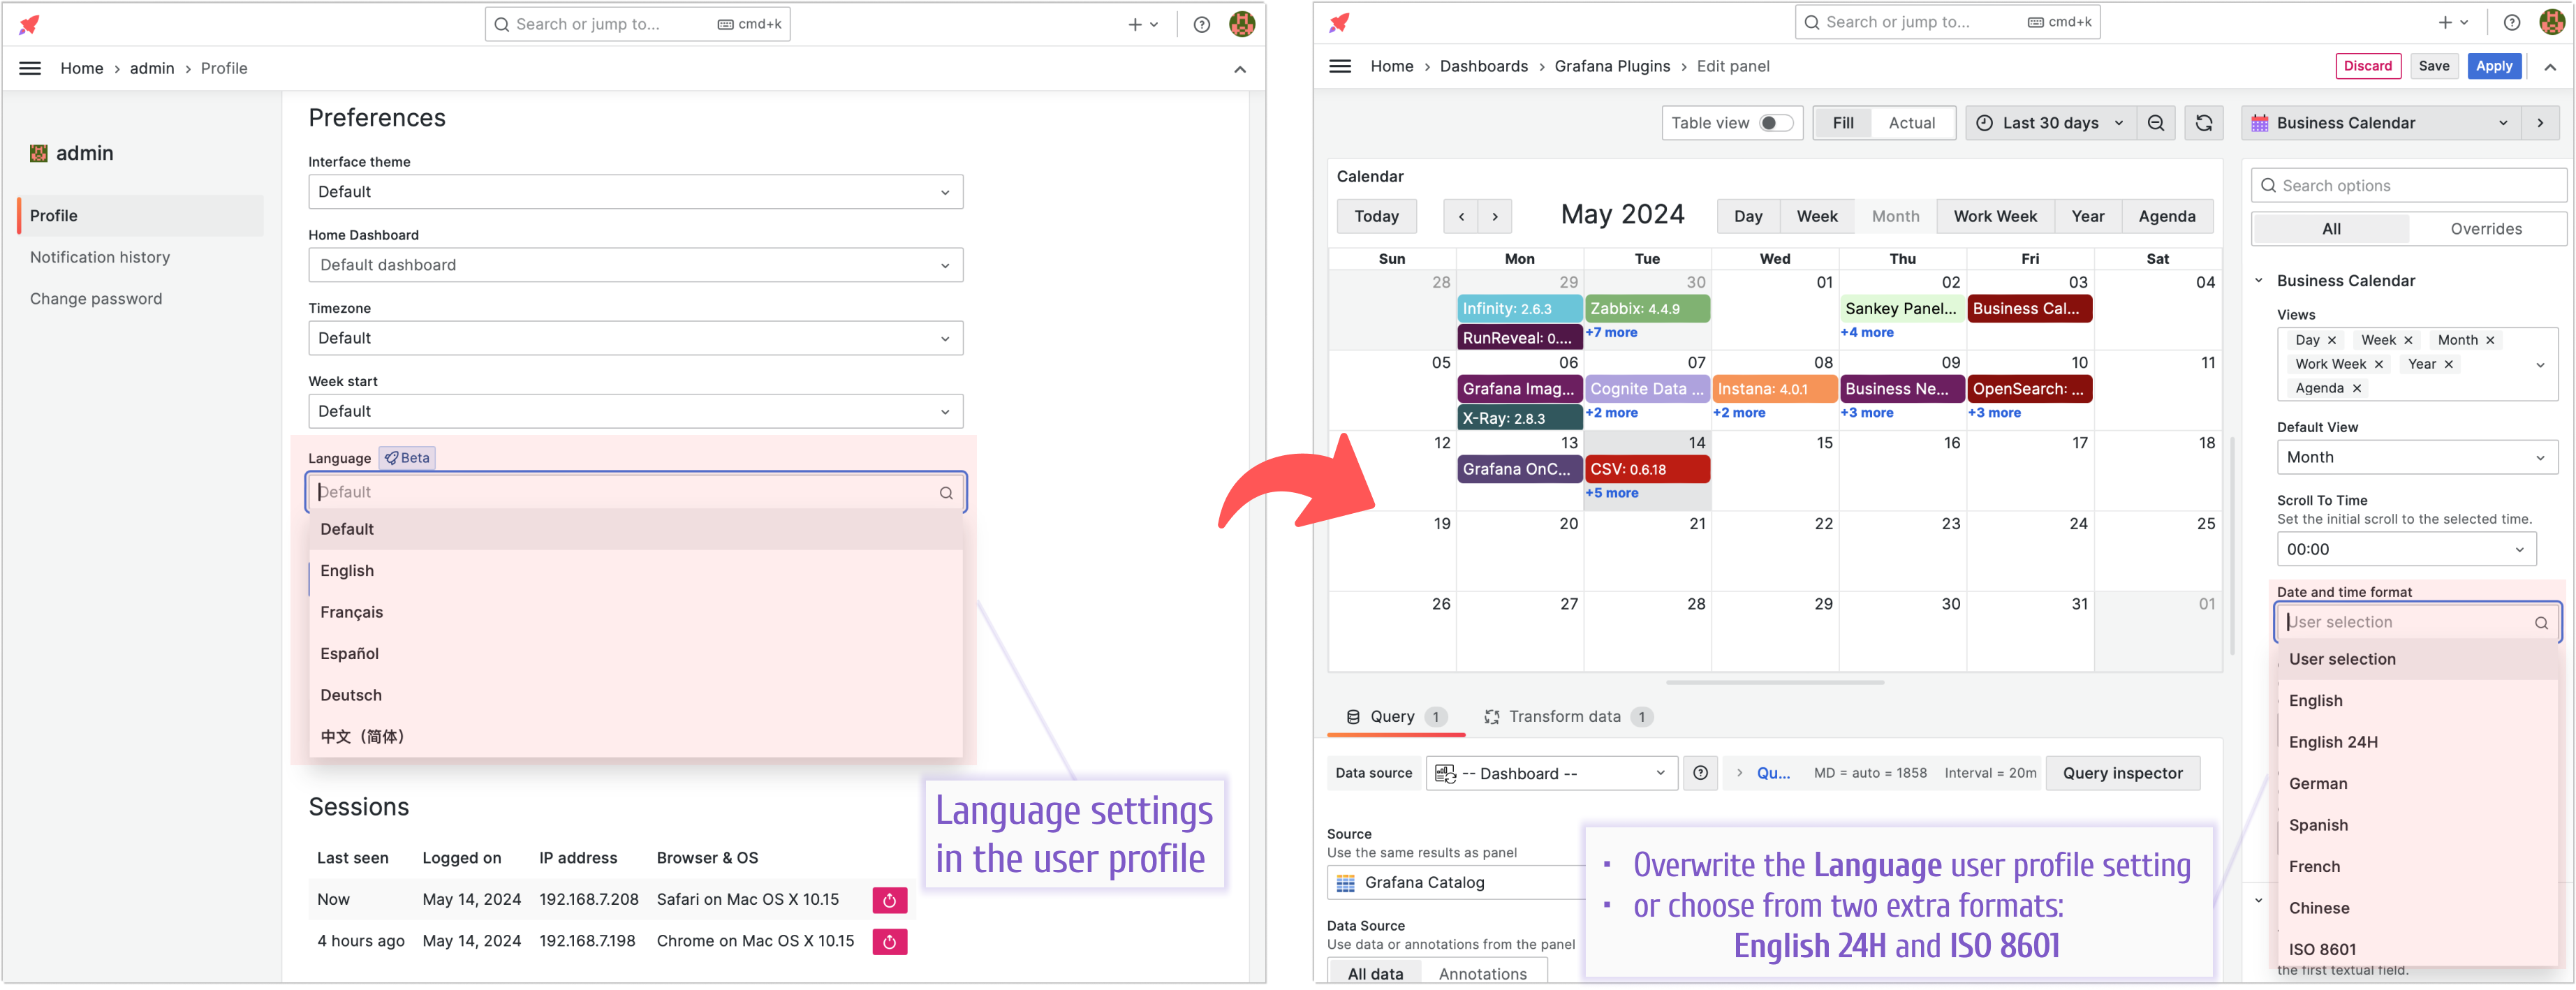 Search or jump to... cmd+k
Home › admin › Profile
admin
Profile
Notification history
Change password
Preferences
Interface theme
Default
Home Dashboard
Default dashboard
Timezone
Default
Week start
Default
Language Beta
Default
Default
English
Français
Español
Deutsch
中文（简体）
Language settings
in the user profile
Sessions
Last seen Logged on IP address Browser & OS
Now May 14, 2024 192.168.7.208 Safari on Mac OS X 10.15
4 hours ago May 14, 2024 192.168.7.198 Chrome on Mac OS X 10.15
Search or jump to... cmd+k
Home › Dashboards › Grafana Plugins › Edit panel
Discard Save Apply
Table view Fill Actual Last 30 days
Calendar
Today ‹ › May 2024 Day Week Month Work Week Year Agenda
Sun Mon Tue Wed Thu Fri Sat
28 29 30 01 02 03 04
Infinity: 2.6.3 Zabbix: 4.4.9 Sankey Panel... Business Cal...
RunReveal: 0.... +7 more +4 more
05 06 07 08 09 10 11
Grafana Imag... Cognite Data ... Instana: 4.0.1 Business Ne... OpenSearch: ...
X-Ray: 2.8.3 +2 more +2 more +3 more +3 more
12 13 14 15 16 17 18
Grafana OnC... CSV: 0.6.18
+5 more
19 20 21 22 23 24 25
26 27 28 29 30 31 01
Query 1 Transform data 1
Data source -- Dashboard -- Qu... MD = auto = 1858 Interval = 20m Query inspector
Source
Use the same results as panel
Grafana Catalog
Data Source
Use data or annotations from the panel
All data Annotations
· Overwrite the Language user profile setting
· or choose from two extra formats:
English 24H and ISO 8601
Business Calendar
Search options
All Overrides
Business Calendar
Views
Day × Week × Month ×
Work Week × Year ×
Agenda ×
Default View
Month
Scroll To Time
Set the initial scroll to the selected time.
00:00
Date and time format
User selection
User selection
English
English 24H
German
Spanish
French
Chinese
ISO 8601
the first textual field.